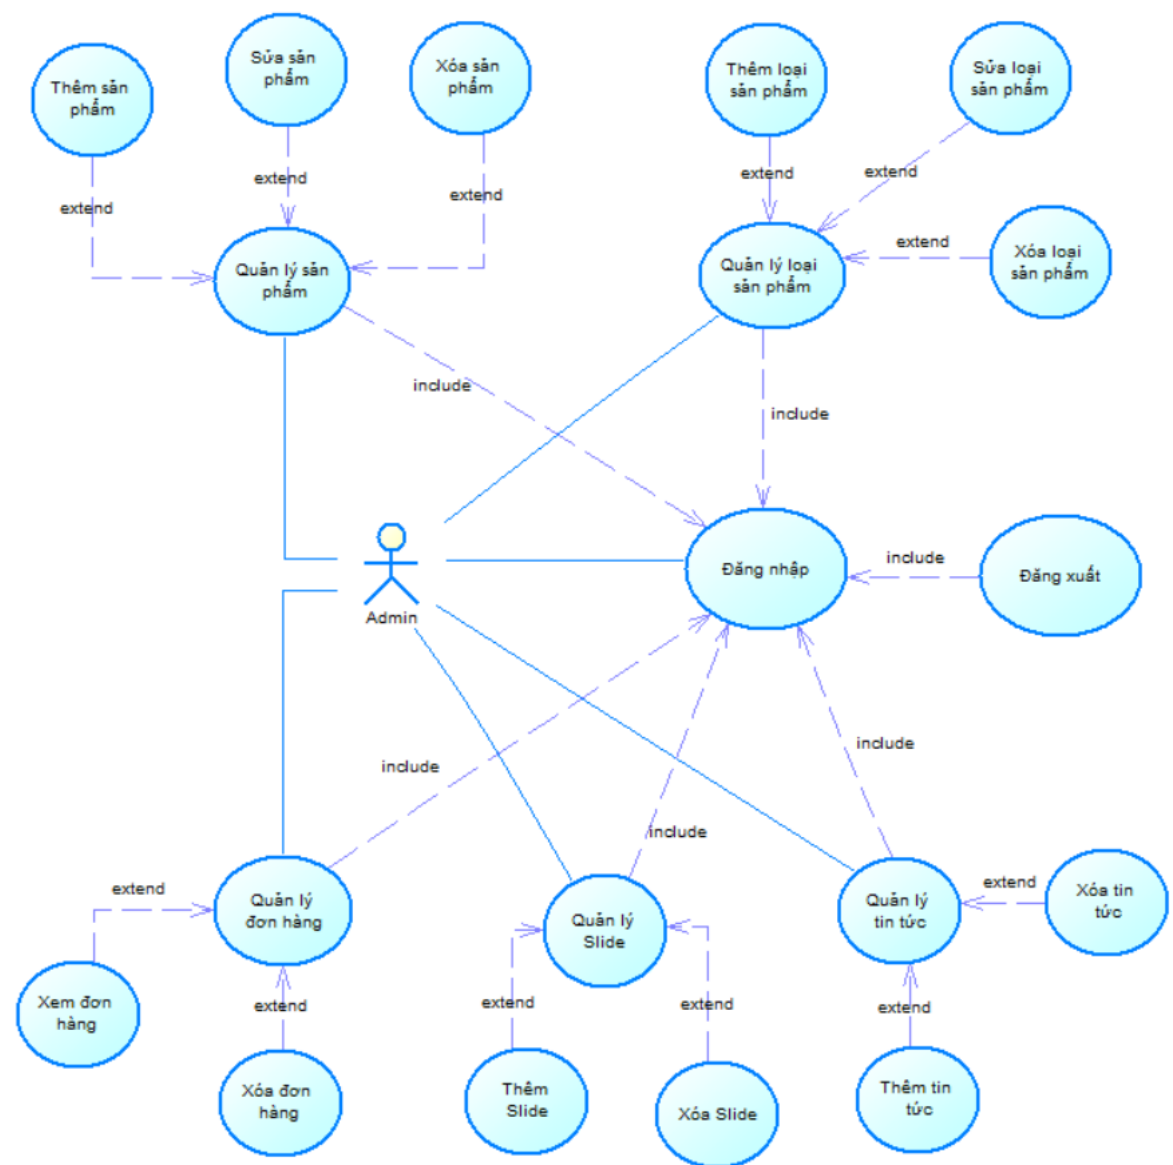 Thêm sản
phẩm
Sửa sản
phẩm
Xóa sản
phẩm
Thêm loại
sản phẩm
Sửa loại
sản phẩm
extend
extend
extend
extend
extend
extend
Xóa loại
sản phẩm
Quản lý sản
phẩm
Quản lý loại
sản phẩm
include
include
Đăng nhập
include
Đăng xuất
Admin
include
include
include
extend
Quản lý
đơn hàng
Quản lý
Slide
Quản lý
tin tức
extend
Xóa tin
tức
Xem đơn
hàng
extend
extend
extend
extend
Xóa đơn
hàng
Thêm
Slide
Xóa Slide
Thêm tin
tức